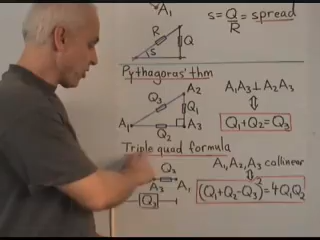 A₁
R
Q
s
s = Q/R = spread
Pythagoras' thm
A₂
Q₃
Q₁
A₁
Q₂
A₃
A₁A₃ ⊥ A₂A₃
⇕
Q₁+Q₂=Q₃
Triple quad formula
Q₃
A₃
A₁
Q₂
A₁, A₂, A₃ collinear
⇕
(Q₁+Q₂-Q₃)²=4Q₁Q₂